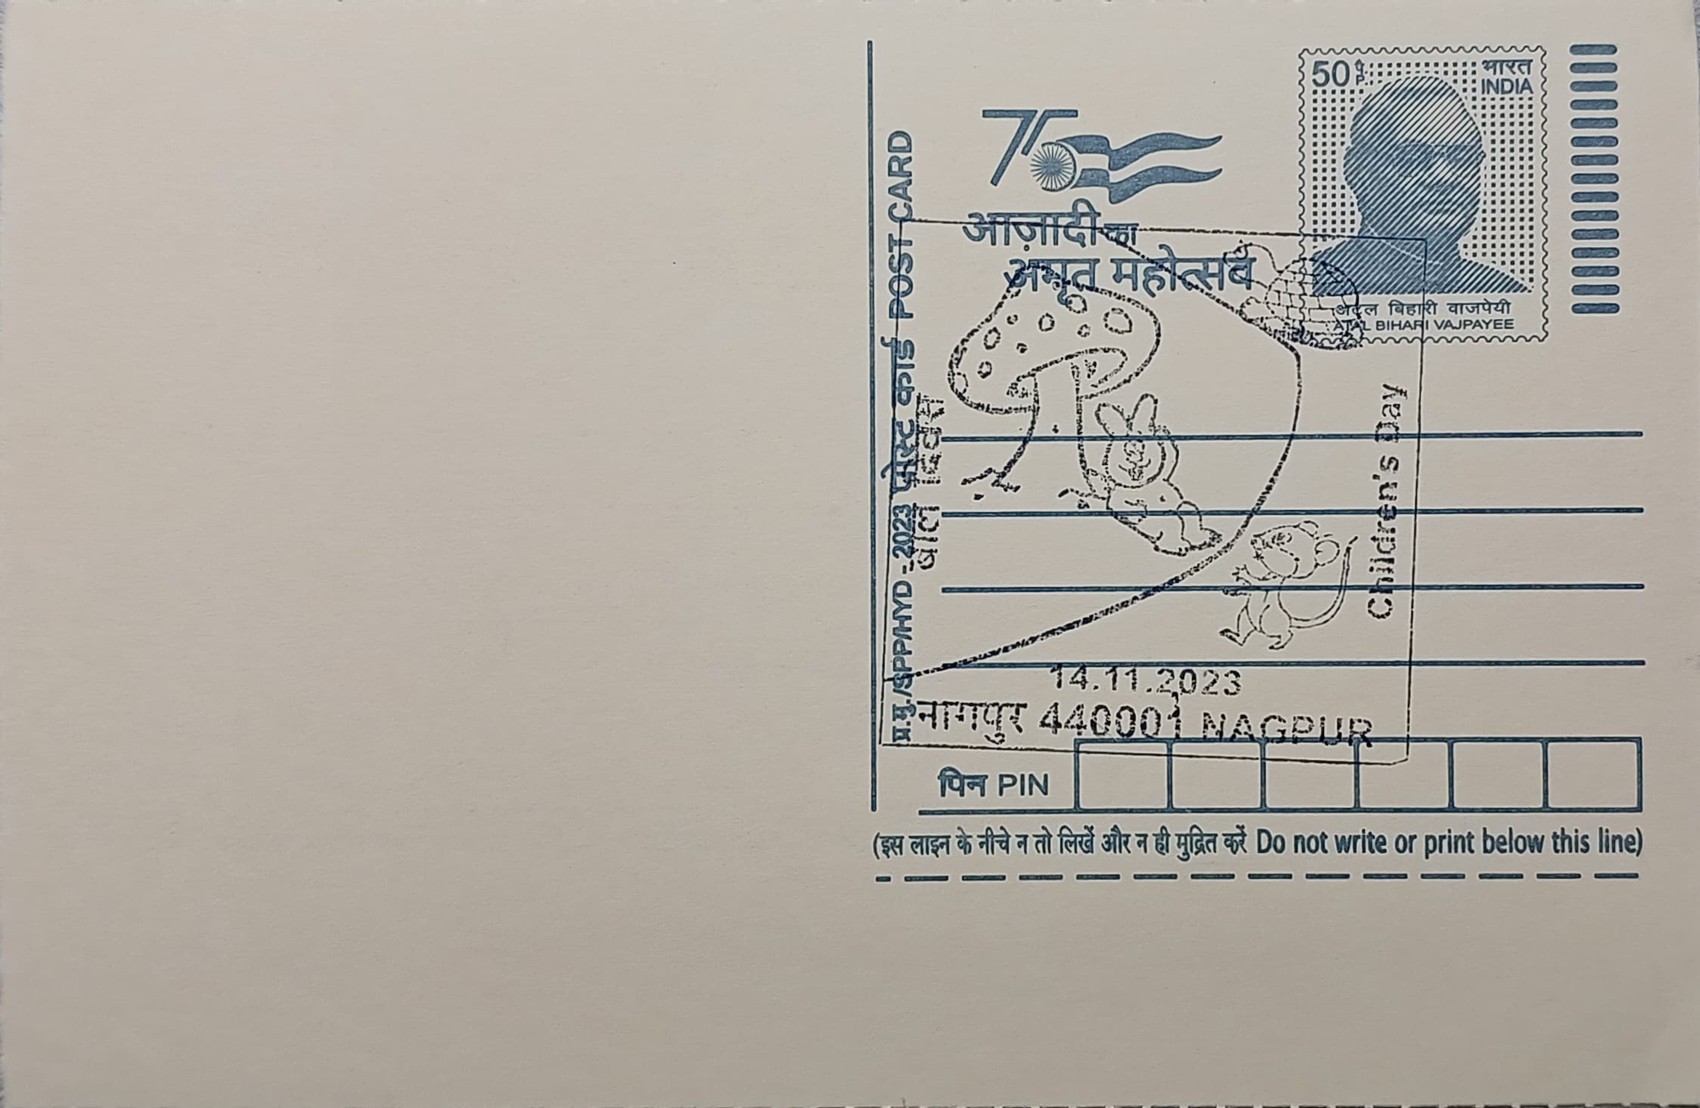 75
आज़ादी का
अमृत महोत्सव
50 पै. P.
भारत
INDIA
अटल बिहारी वाजपेयी
ATAL BIHARI VAJPAYEE
प्र.मु./SPP/HYD - 2023 पोस्ट कार्ड POST CARD
बाल दिवस
Children's Day
14.11.2023
नागपुर 440001 NAGPUR
पिन PIN
(इस लाइन के नीचे न तो लिखें और न ही मुद्रित करें Do not write or print below this line)